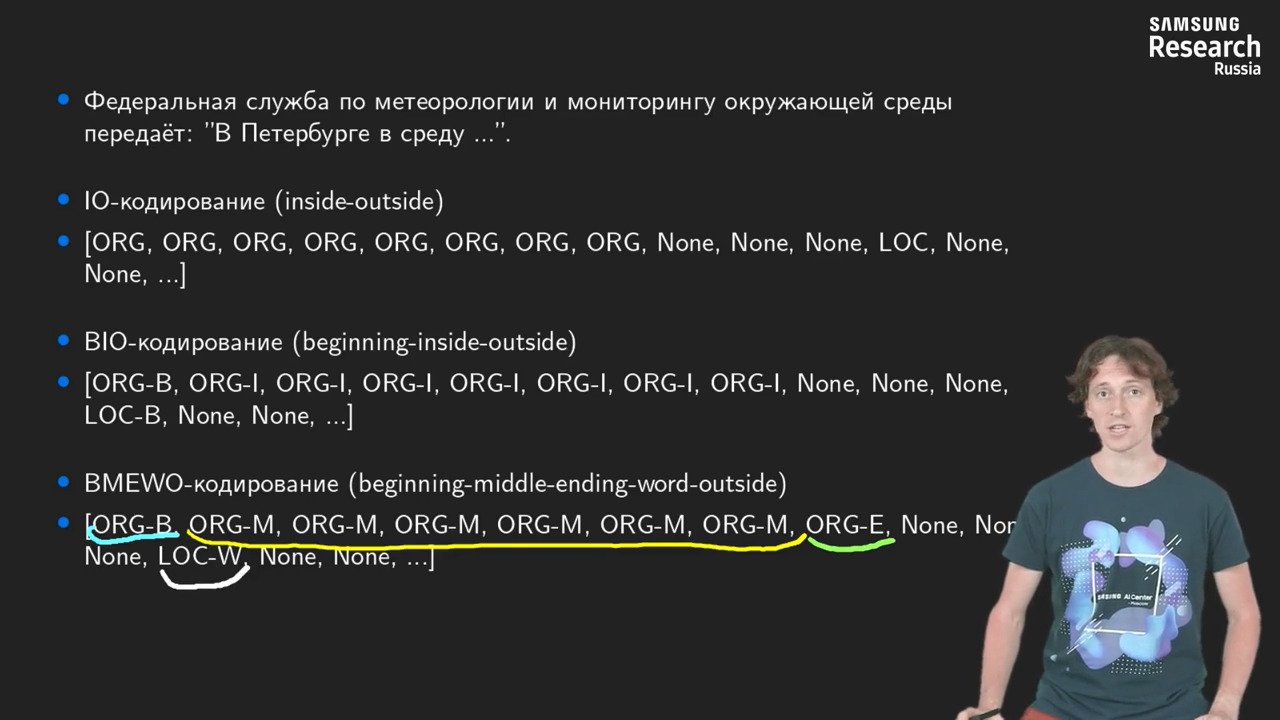 SAMSUNG
Research
Russia
Федеральная служба по метеорологии и мониторингу окружающей среды
передаёт: "В Петербурге в среду ...".
IO-кодирование (inside-outside)
[ORG, ORG, ORG, ORG, ORG, ORG, ORG, ORG, None, None, None, LOC, None,
None, ...]
BIO-кодирование (beginning-inside-outside)
[ORG-B, ORG-I, ORG-I, ORG-I, ORG-I, ORG-I, ORG-I, ORG-I, None, None, None,
LOC-B, None, None, ...]
BMEWO-кодирование (beginning-middle-ending-word-outside)
[ORG-B, ORG-M, ORG-M, ORG-M, ORG-M, ORG-M, ORG-M, ORG-E, None,
None, LOC-W, None, None, ...]
SAMSUNG AI Center